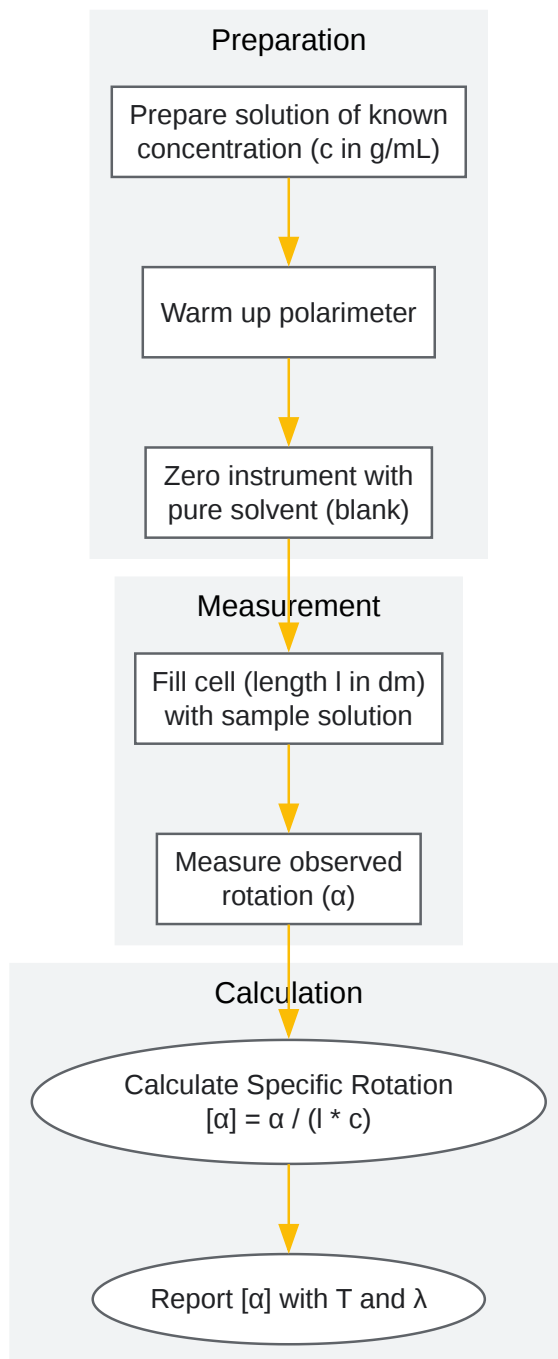 Preparation
Prepare solution of known
concentration (c in g/mL)
Warm up polarimeter
Zero instrument with
pure solvent (blank)
Measurement
Fill cell (length l in dm)
with sample solution
Measure observed
rotation (α)
Calculation
Calculate Specific Rotation
[α] = α / (l * c)
Report [α] with T and λ